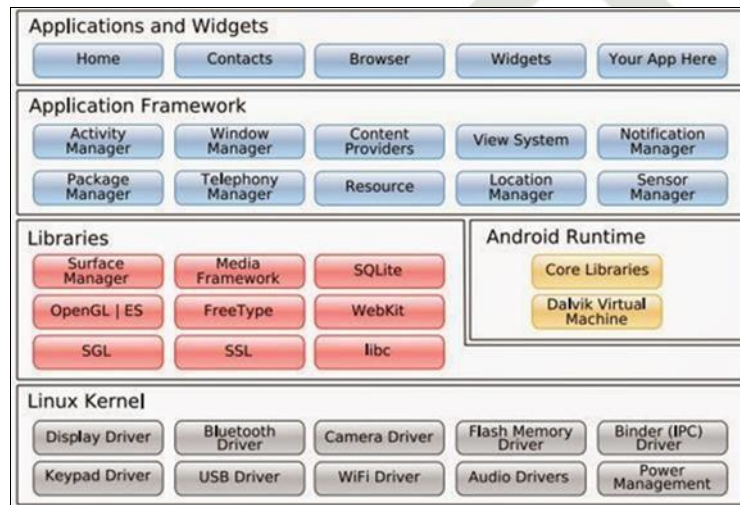 Applications and Widgets
Home Contacts Browser Widgets Your App Here
Application Framework
Activity Manager Window Manager Content Providers View System Notification Manager
Package Manager Telephony Manager Resource Location Manager Sensor Manager
Libraries
Surface Manager Media Framework SQLite
OpenGL | ES FreeType WebKit
SGL SSL libc
Android Runtime
Core Libraries
Dalvik Virtual Machine
Linux Kernel
Display Driver Bluetooth Driver Camera Driver Flash Memory Driver Binder (IPC) Driver
Keypad Driver USB Driver WiFi Driver Audio Drivers Power Management